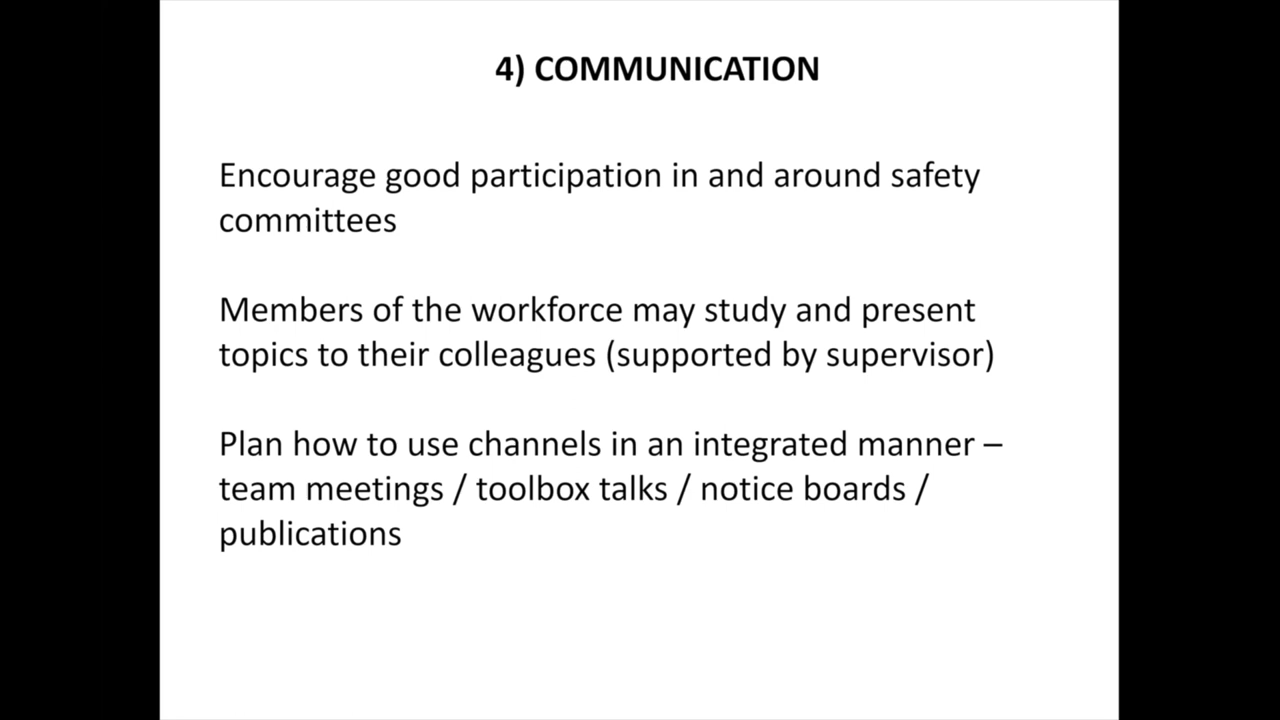 4) COMMUNICATION
Encourage good participation in and around safety
committees
Members of the workforce may study and present
topics to their colleagues (supported by supervisor)
Plan how to use channels in an integrated manner –
team meetings / toolbox talks / notice boards /
publications